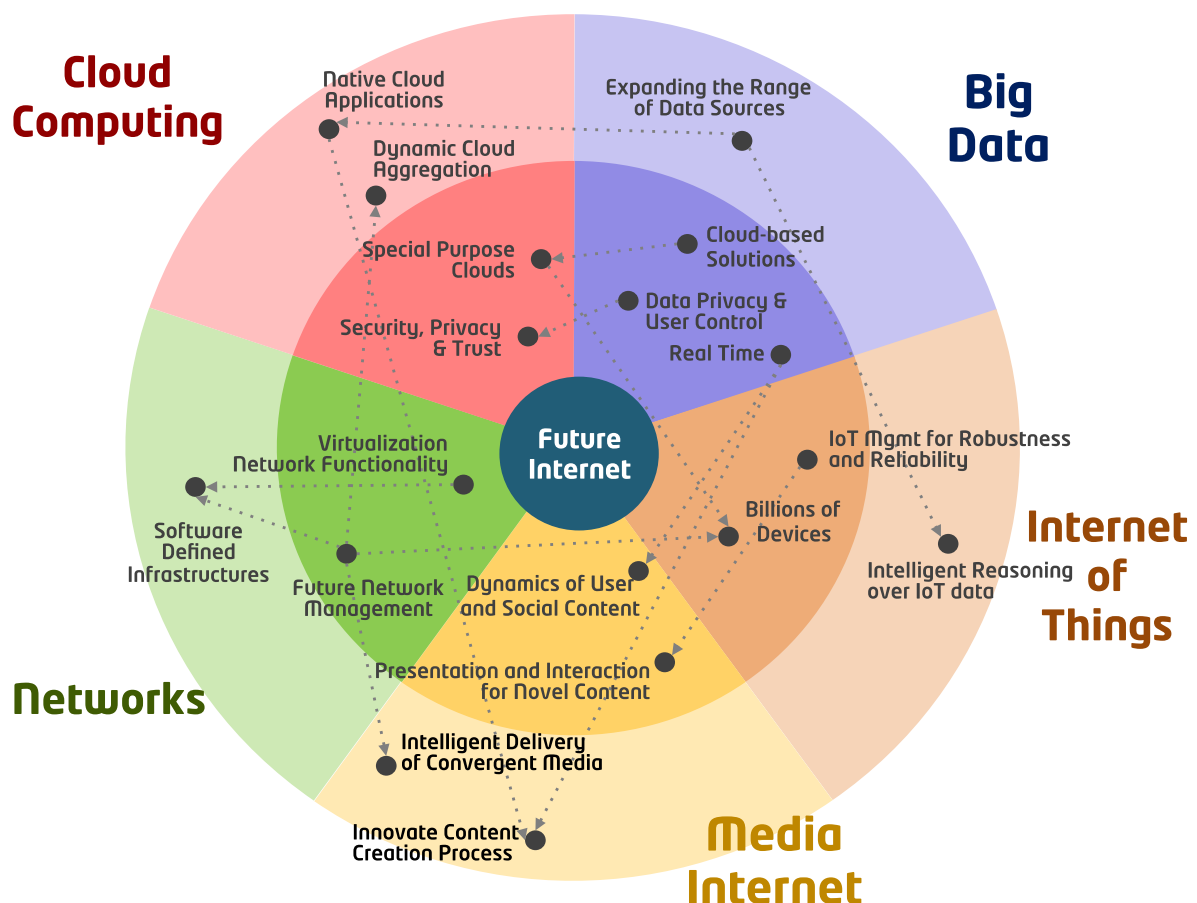 Cloud
Computing
Native Cloud
Applications
Dynamic Cloud
Aggregation
Special Purpose
Clouds
Security, Privacy
& Trust
Expanding the Range
of Data Sources
Big
Data
Cloud-based
Solutions
Data Privacy &
User Control
Real Time
Future
Internet
Virtualization
Network Functionality
Software
Defined
Infrastructures
Future Network
Management
Networks
IoT Mgmt for Robustness
and Reliability
Billions of
Devices
Intelligent Reasoning
over IoT data
Internet
of
Things
Dynamics of User
and Social Content
Presentation and Interaction
for Novel Content
Intelligent Delivery
of Convergent Media
Innovate Content
Creation Process
Media
Internet